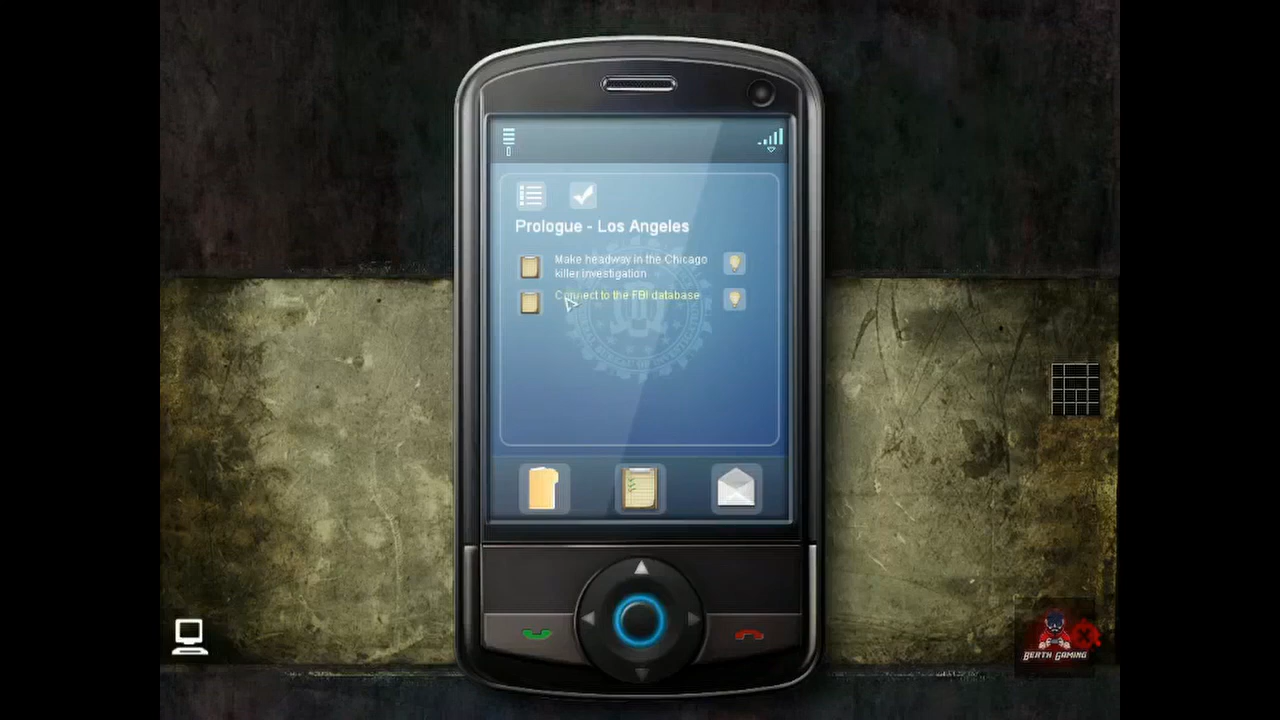 Prologue - Los Angeles
Make headway in the Chicago
killer investigation
Connect to the FBI database
BERTH GAMING